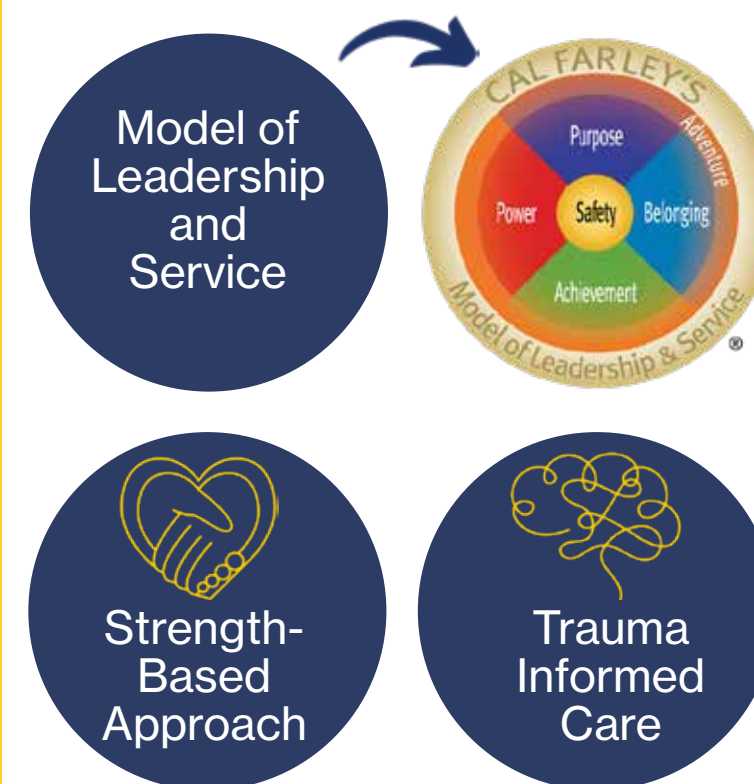 Model of
Leadership
and
Service
CAL FARLEY'S
Purpose
Adventure
Power
Safety
Belonging
Achievement
Model of Leadership & Service
®
Strength-
Based
Approach
Trauma
Informed
Care